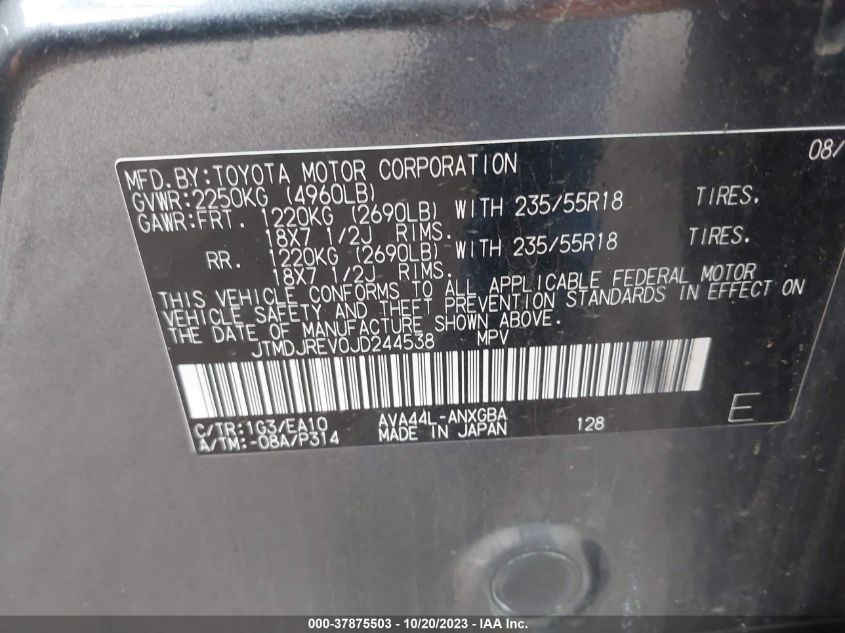 08/
MFD.BY:TOYOTA MOTOR CORPORATION
GVWR:2250KG (4960LB)
GAWR:FRT. 1220KG (2690LB) WITH 235/55R18 TIRES.
18X7 1/2J RIMS.
RR. 1220KG (2690LB) WITH 235/55R18 TIRES.
18X7 1/2J RIMS.
THIS VEHICLE CONFORMS TO ALL APPLICABLE FEDERAL MOTOR
VEHICLE SAFETY AND THEFT PREVENTION STANDARDS IN EFFECT ON
THE DATE OF MANUFACTURE SHOWN ABOVE.
JTMDJREV0JD244538 MPV
C/TR:1G3/EA10 AVA44L-ANXGBA
A/TM:-08A/P314 MADE IN JAPAN 128 E
000-37875503 - 10/20/2023 - IAA Inc.